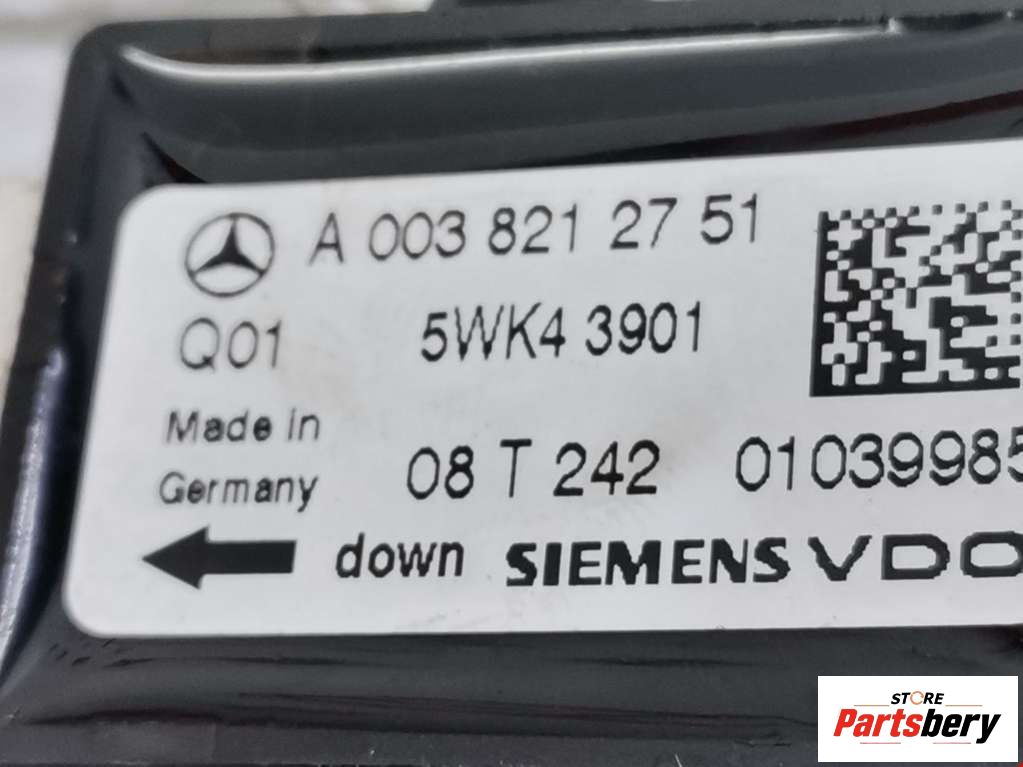 A 003 821 27 51
Q01 5WK4 3901
Made in
Germany
08 T 242 01039985
down SIEMENS VDO
STORE
Partsbery